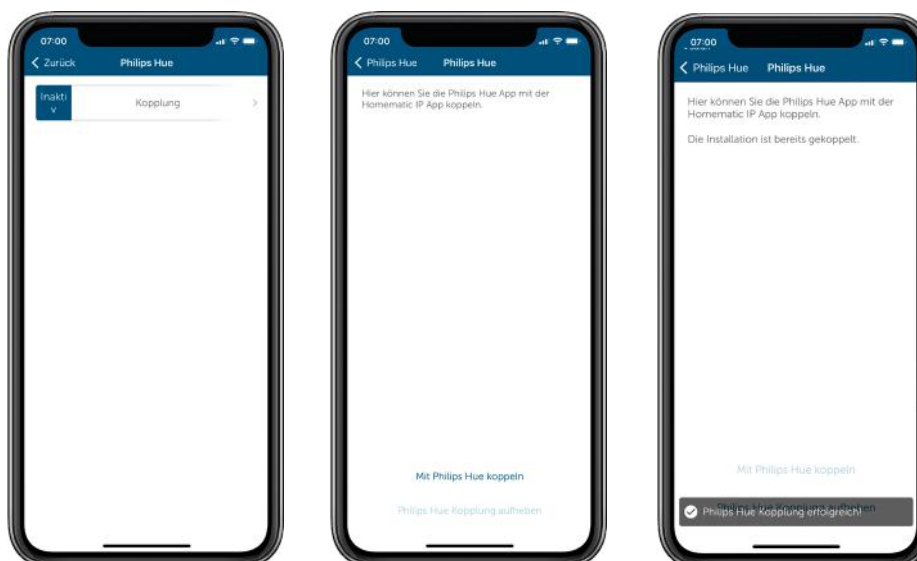 07:00
Zurück
Philips Hue
Inakti
v
Kopplung
07:00
Philips Hue
Philips Hue
Hier können Sie die Philips Hue App mit der
Homematic IP App koppeln.
Mit Philips Hue koppeln
Philips Hue Kopplung aufheben
07:00
Philips Hue
Philips Hue
Hier können Sie die Philips Hue App mit der
Homematic IP App koppeln.
Die Installation ist bereits gekoppelt.
Mit Philips Hue koppeln
Philips Hue Kopplung erfolgreich!